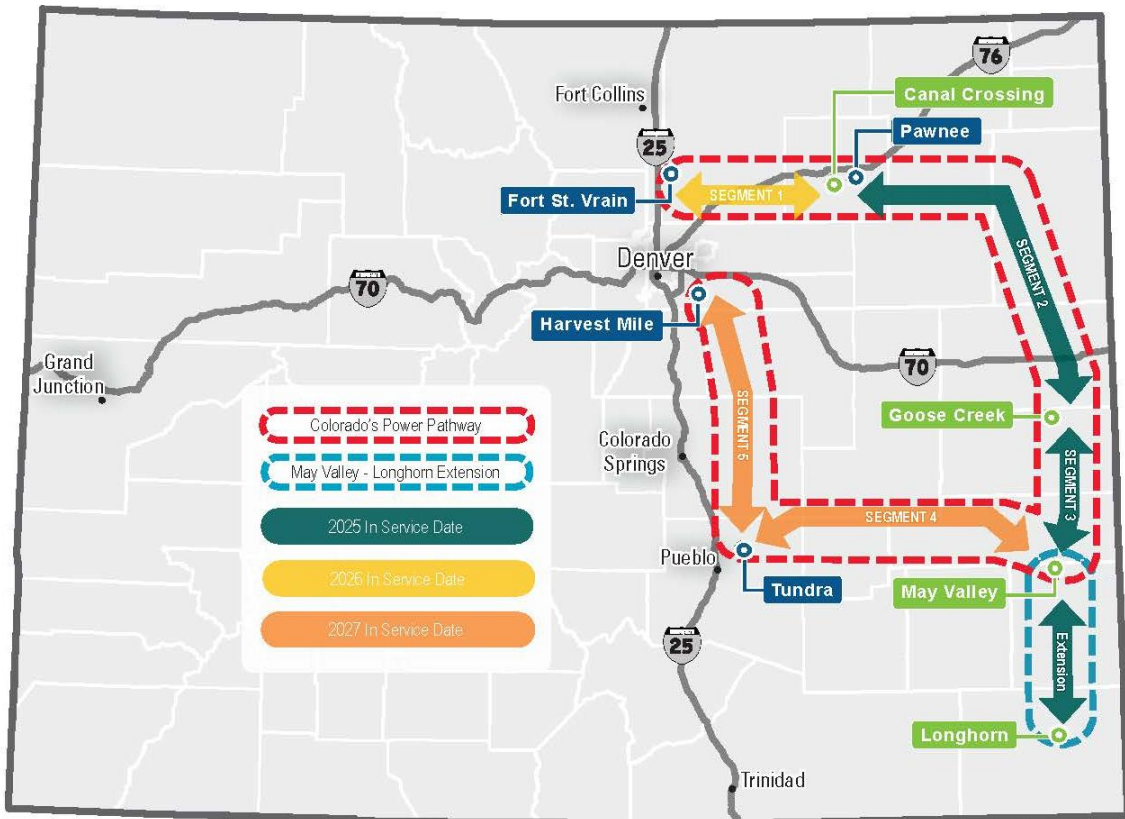 76
Canal Crossing
Fort Collins
Pawnee
25
SEGMENT 1
Fort St. Vrain
SEGMENT 2
Denver
70
Harvest Mile
Grand
Junction
70
Goose Creek
SEGMENT 5
Colorado
Springs
SEGMENT 3
Colorado's Power Pathway
May Valley - Longhorn Extension
2025 In Service Date
2026 In Service Date
2027 In Service Date
SEGMENT 4
Pueblo
Tundra
May Valley
25
Extension
Longhorn
Trinidad